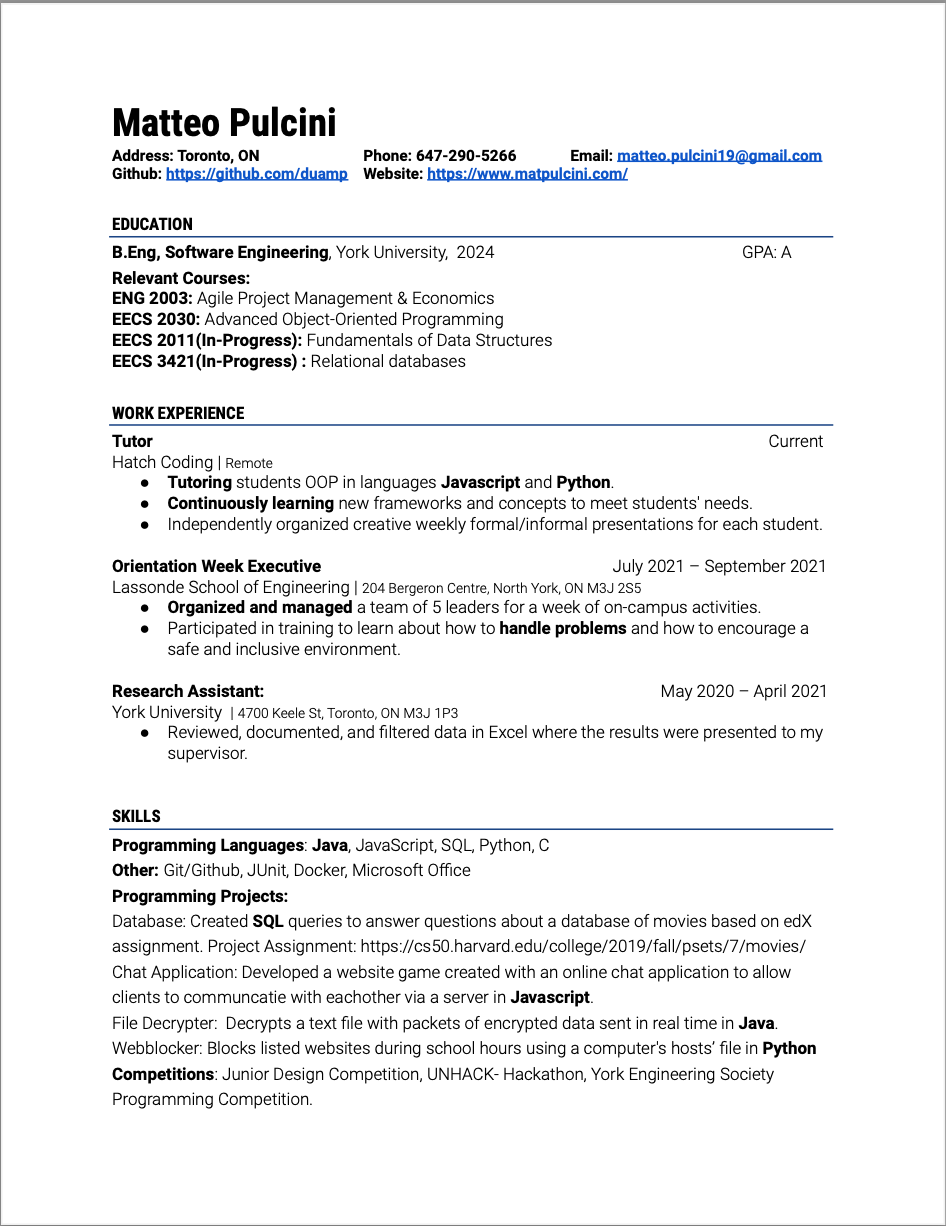 Matteo Pulcini
Address: Toronto, ON Phone: 647-290-5266 Email: matteo.pulcini19@gmail.com
Github: https://github.com/duamp Website: https://www.matpulcini.com/
EDUCATION
B.Eng, Software Engineering, York University, 2024 GPA: A
Relevant Courses:
ENG 2003: Agile Project Management & Economics
EECS 2030: Advanced Object-Oriented Programming
EECS 2011(In-Progress): Fundamentals of Data Structures
EECS 3421(In-Progress) : Relational databases
WORK EXPERIENCE
Tutor Current
Hatch Coding | Remote
● Tutoring students OOP in languages Javascript and Python.
● Continuously learning new frameworks and concepts to meet students' needs.
● Independently organized creative weekly formal/informal presentations for each student.
Orientation Week Executive July 2021 – September 2021
Lassonde School of Engineering | 204 Bergeron Centre, North York, ON M3J 2S5
● Organized and managed a team of 5 leaders for a week of on-campus activities.
● Participated in training to learn about how to handle problems and how to encourage a
safe and inclusive environment.
Research Assistant: May 2020 – April 2021
York University | 4700 Keele St, Toronto, ON M3J 1P3
● Reviewed, documented, and filtered data in Excel where the results were presented to my
supervisor.
SKILLS
Programming Languages: Java, JavaScript, SQL, Python, C
Other: Git/Github, JUnit, Docker, Microsoft Office
Programming Projects:
Database: Created SQL queries to answer questions about a database of movies based on edX
assignment. Project Assignment: https://cs50.harvard.edu/college/2019/fall/psets/7/movies/
Chat Application: Developed a website game created with an online chat application to allow
clients to communcatie with eachother via a server in Javascript.
File Decrypter: Decrypts a text file with packets of encrypted data sent in real time in Java.
Webblocker: Blocks listed websites during school hours using a computer's hosts’ file in Python
Competitions: Junior Design Competition, UNHACK- Hackathon, York Engineering Society
Programming Competition.